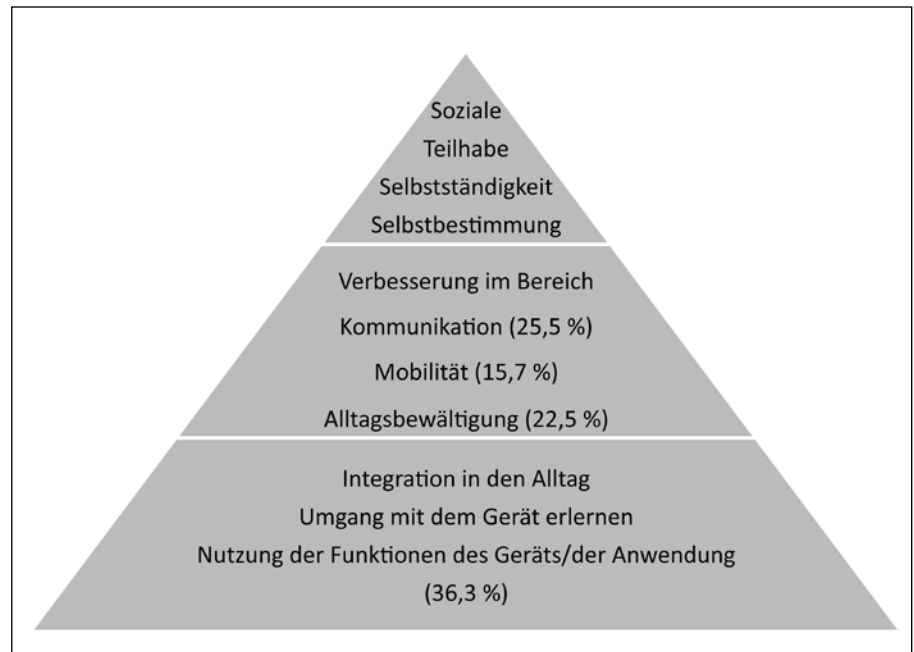 Soziale
Teilhabe
Selbstständigkeit
Selbstbestimmung
Verbesserung im Bereich
Kommunikation (25,5 %)
Mobilität (15,7 %)
Alltagsbewältigung (22,5 %)
Integration in den Alltag
Umgang mit dem Gerät erlernen
Nutzung der Funktionen des Geräts/der Anwendung
(36,3 %)